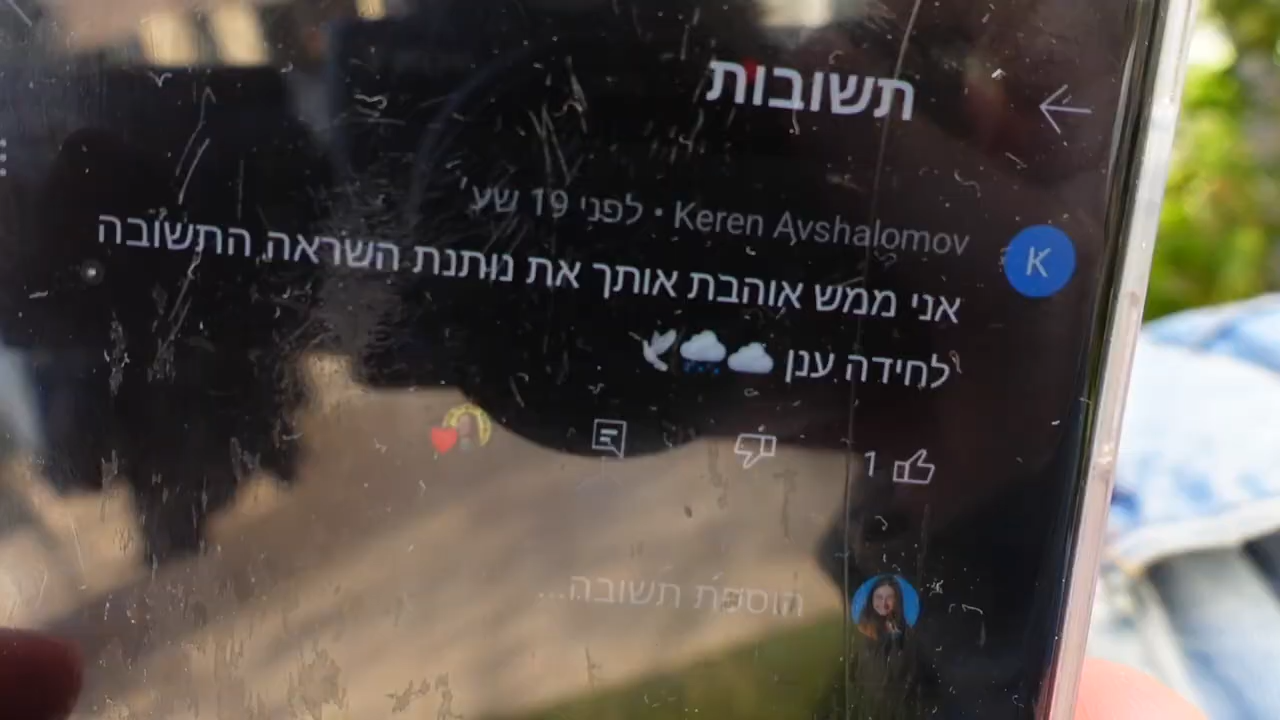 תשובות
K
Keren Avshalomov • לפני 19 שע'
אני ממש אוהבת אותך את נותנת השראה התשובה
לחידה ענן ☁️🌧️🕊️
1
הוספת תשובה...